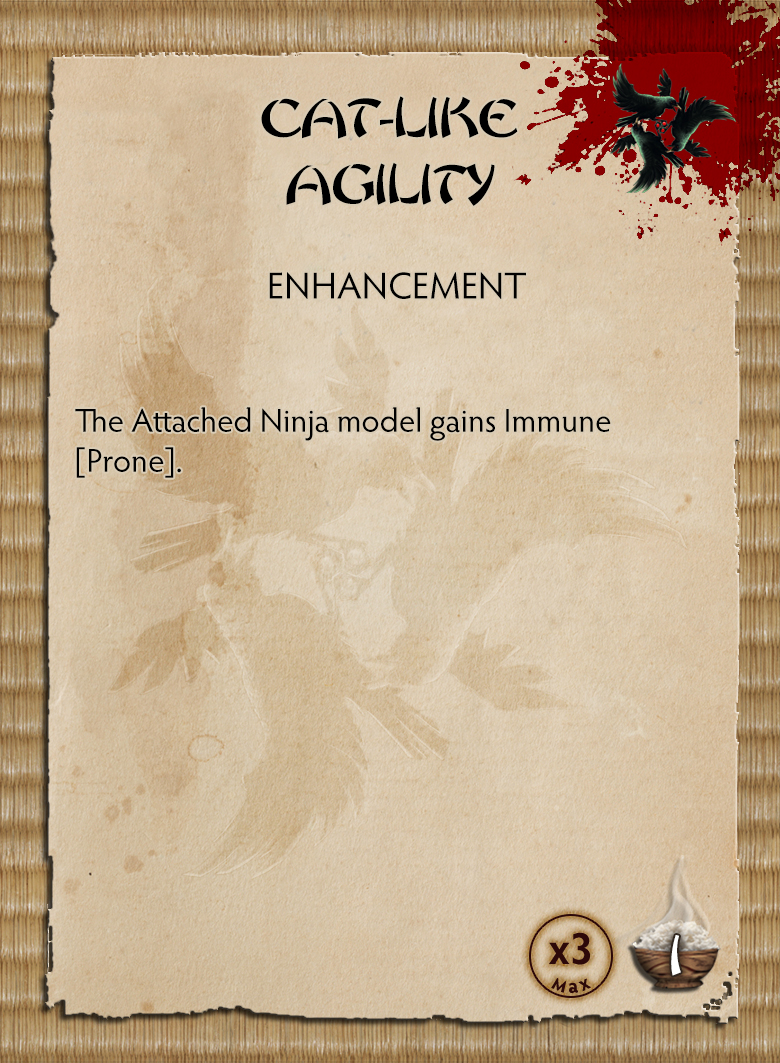 CAT-LIKE
AGILITY
ENHANCEMENT
The Attached Ninja model gains Immune
[Prone].
x3
Max
1